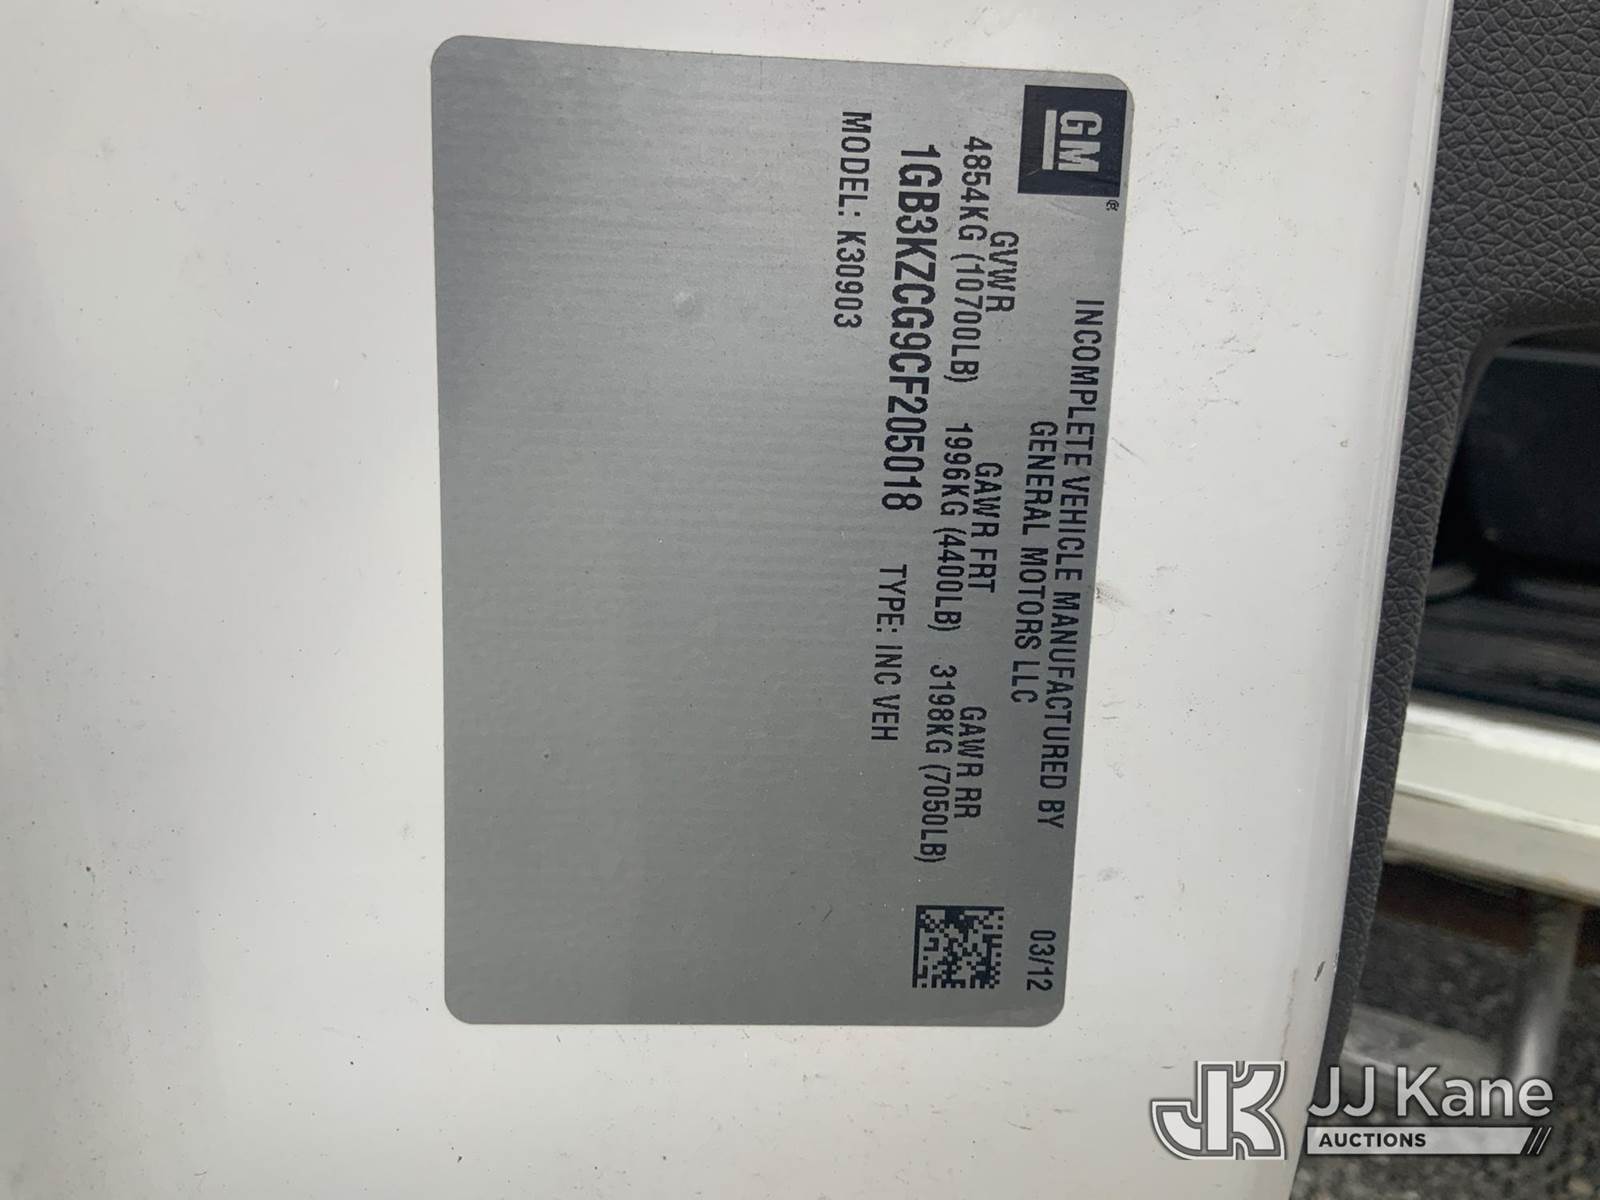 GM®
INCOMPLETE VEHICLE MANUFACTURED BY
GENERAL MOTORS LLC
03/12
GVWR GAWR FRT GAWR RR
4854KG (10700LB) 1996KG (4400LB) 3198KG (7050LB)
1GB3KZCG9CF205018 TYPE: INC VEH
MODEL: K30903
JK JJ Kane
AUCTIONS